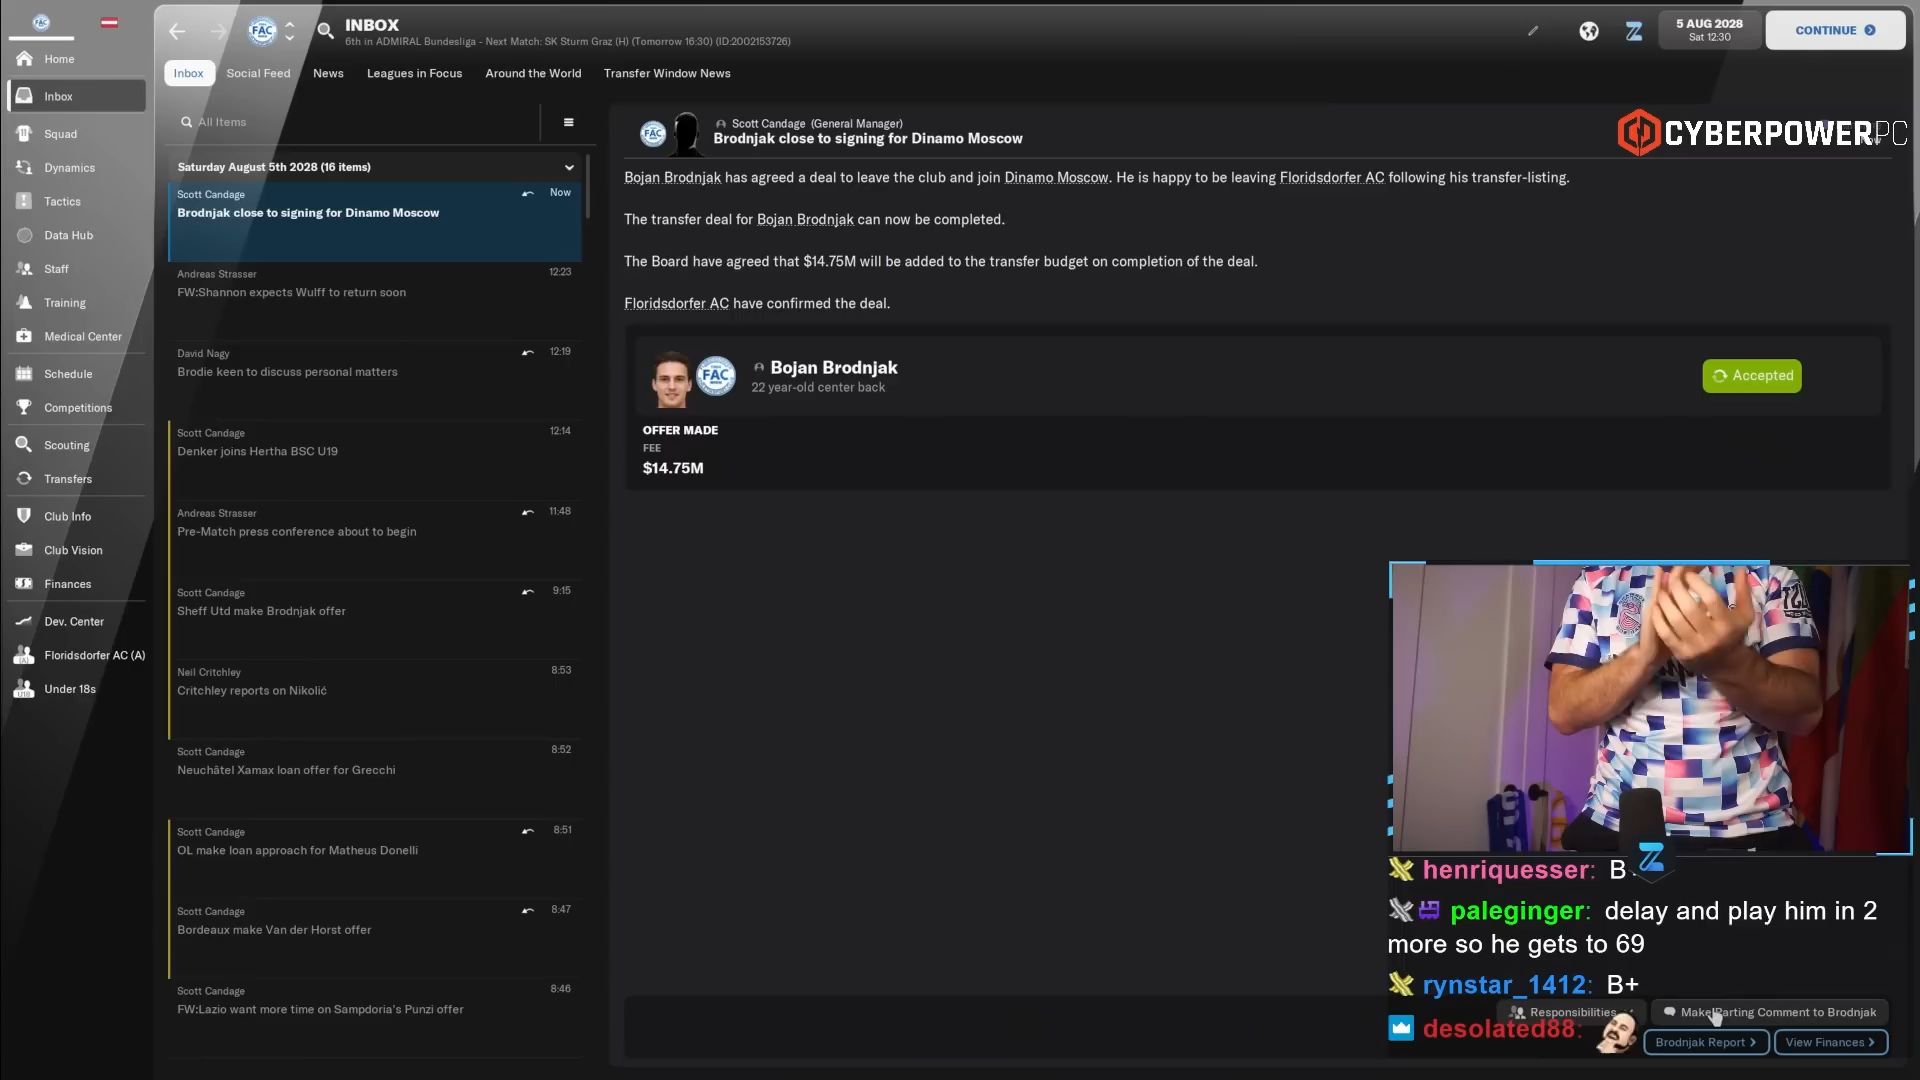 FAC
INBOX
6th in ADMIRAL Bundesliga - Next Match: SK Sturm Graz (H) (Tomorrow 16:30) (ID:2002153726)
5 AUG 2028
Sat 12:30
CONTINUE
Home
Inbox
Squad
Dynamics
Tactics
Data Hub
Staff
Training
Medical Center
Schedule
Competitions
Scouting
Transfers
Club Info
Club Vision
Finances
Dev. Center
Floridsdorfer AC (A)
Under 18s
Inbox
Social Feed
News
Leagues in Focus
Around the World
Transfer Window News
All Items
Saturday August 5th 2028 (16 items)
Scott Candage Now
Brodnjak close to signing for Dinamo Moscow
Andreas Strasser 12:23
FW:Shannon expects Wulff to return soon
David Nagy 12:19
Brodie keen to discuss personal matters
Scott Candage 12:14
Denker joins Hertha BSC U19
Andreas Strasser 11:48
Pre-Match press conference about to begin
Scott Candage 9:15
Sheff Utd make Brodnjak offer
Neil Critchley 8:53
Critchley reports on Nikolić
Scott Candage 8:52
Neuchâtel Xamax loan offer for Grecchi
Scott Candage 8:51
OL make loan approach for Matheus Donelli
Scott Candage 8:47
Bordeaux make Van der Horst offer
Scott Candage 8:46
FW:Lazio want more time on Sampdoria's Punzi offer
FAC
Scott Candage (General Manager)
Brodnjak close to signing for Dinamo Moscow
CYBERPOWERPC
Bojan Brodnjak has agreed a deal to leave the club and join Dinamo Moscow. He is happy to be leaving Floridsdorfer AC following his transfer-listing.
The transfer deal for Bojan Brodnjak can now be completed.
The Board have agreed that $14.75M will be added to the transfer budget on completion of the deal.
Floridsdorfer AC have confirmed the deal.
FAC
Bojan Brodnjak
22 year-old center back
Accepted
OFFER MADE
FEE
$14.75M
henriquesser: B
paleginger: delay and play him in 2
more so he gets to 69
rynstar_1412: B+
desolated88:
Responsibilities
Make Parting Comment to Brodnjak
Brodnjak Report
View Finances